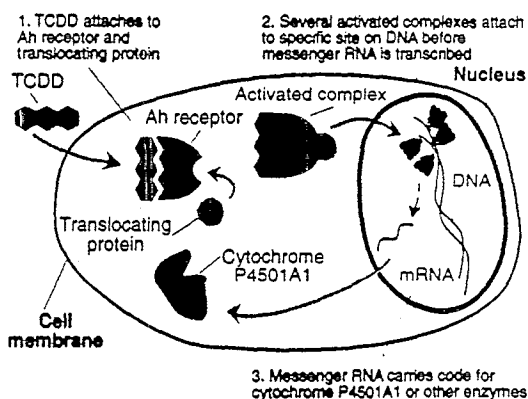 1. TCDD attaches to
Ah receptor and
translocating protein
2. Several activated complexes attach
to specific site on DNA before
messenger RNA is transcribed
Nucleus
TCDD
Ah receptor
Activated complex
DNA
Translocating
protein
Cytochrome
P4501A1
mRNA
Cell
membrane
3. Messenger RNA carries code for
cytochrome P4501A1 or other enzymes